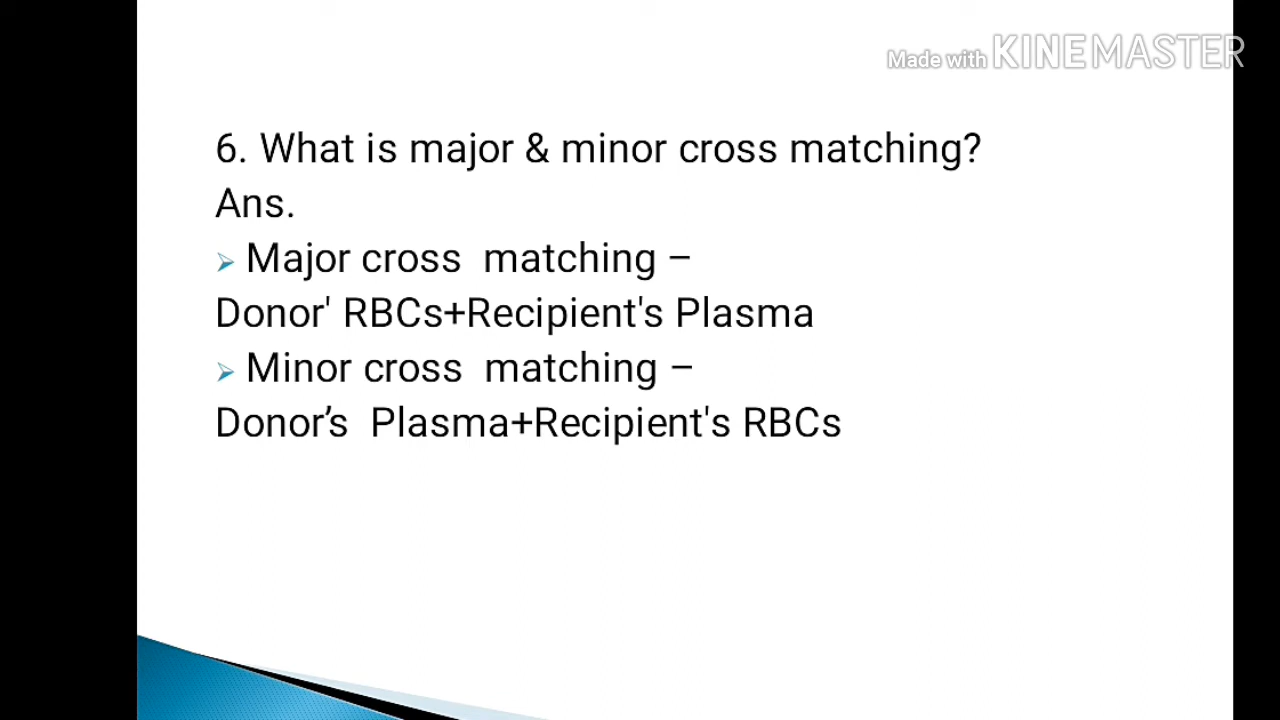 Made with KINEMASTER
6. What is major & minor cross matching?
Ans.
➢ Major cross  matching –
Donor' RBCs+Recipient's Plasma
➢ Minor cross  matching –
Donor’s  Plasma+Recipient's RBCs